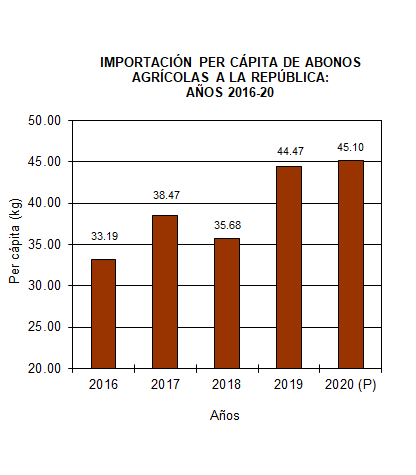 IMPORTACIÓN PER CÁPITA DE ABONOS
AGRÍCOLAS A LA REPÚBLICA:
AÑOS 2016-20
Per cápita (kg)
50.00
45.00
40.00
35.00
30.00
25.00
20.00
33.19
38.47
35.68
44.47
45.10
2016
2017
2018
2019
2020 (P)
Años